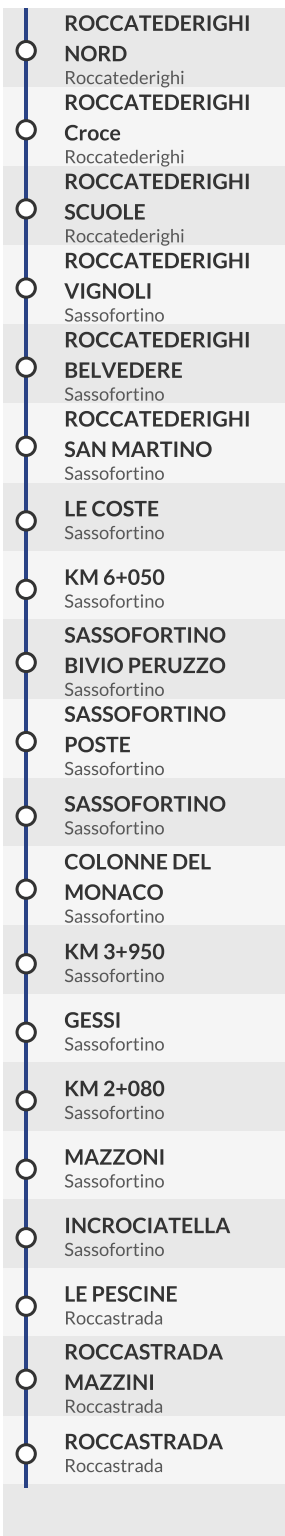 ROCCATEDERIGHI
NORD
Roccatederighi
ROCCATEDERIGHI
Croce
Roccatederighi
ROCCATEDERIGHI
SCUOLE
Roccatederighi
ROCCATEDERIGHI
VIGNOLI
Sassofortino
ROCCATEDERIGHI
BELVEDERE
Sassofortino
ROCCATEDERIGHI
SAN MARTINO
Sassofortino
LE COSTE
Sassofortino
KM 6+050
Sassofortino
SASSOFORTINO
BIVIO PERUZZO
Sassofortino
SASSOFORTINO
POSTE
Sassofortino
SASSOFORTINO
Sassofortino
COLONNE DEL
MONACO
Sassofortino
KM 3+950
Sassofortino
GESSI
Sassofortino
KM 2+080
Sassofortino
MAZZONI
Sassofortino
INCROCIATELLA
Sassofortino
LE PESCINE
Roccastrada
ROCCASTRADA
MAZZINI
Roccastrada
ROCCASTRADA
Roccastrada